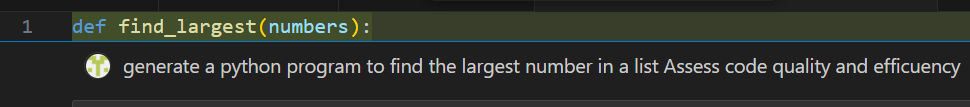 1 def find_largest(numbers):
generate a python program to find the largest number in a list Assess code quality and efficuency